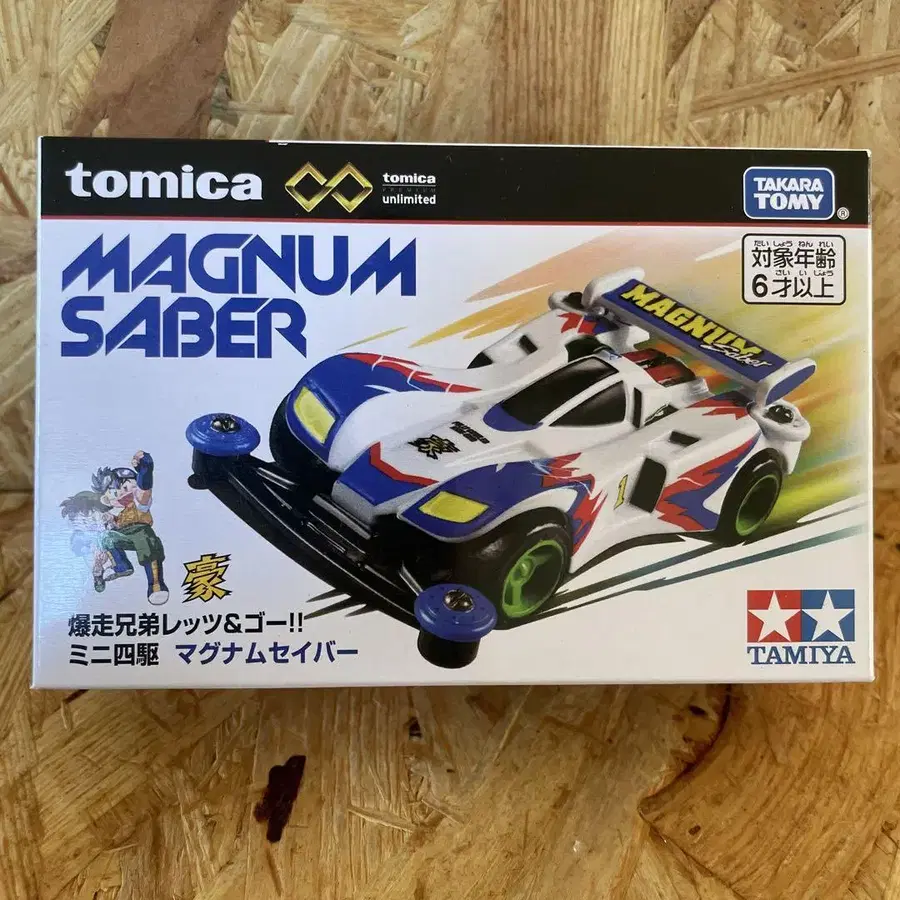 tomica
tomica
PREMIUM
unlimited
TAKARA
TOMY
®
MAGNUM
SABER
たい しょう ねん れい
対象年齢
さい い じょう
6才以上
MAGNUM
Saber
豪
1
豪
爆走兄弟レッツ&ゴー!!
ミニ四駆 マグナムセイバー
TAMIYA